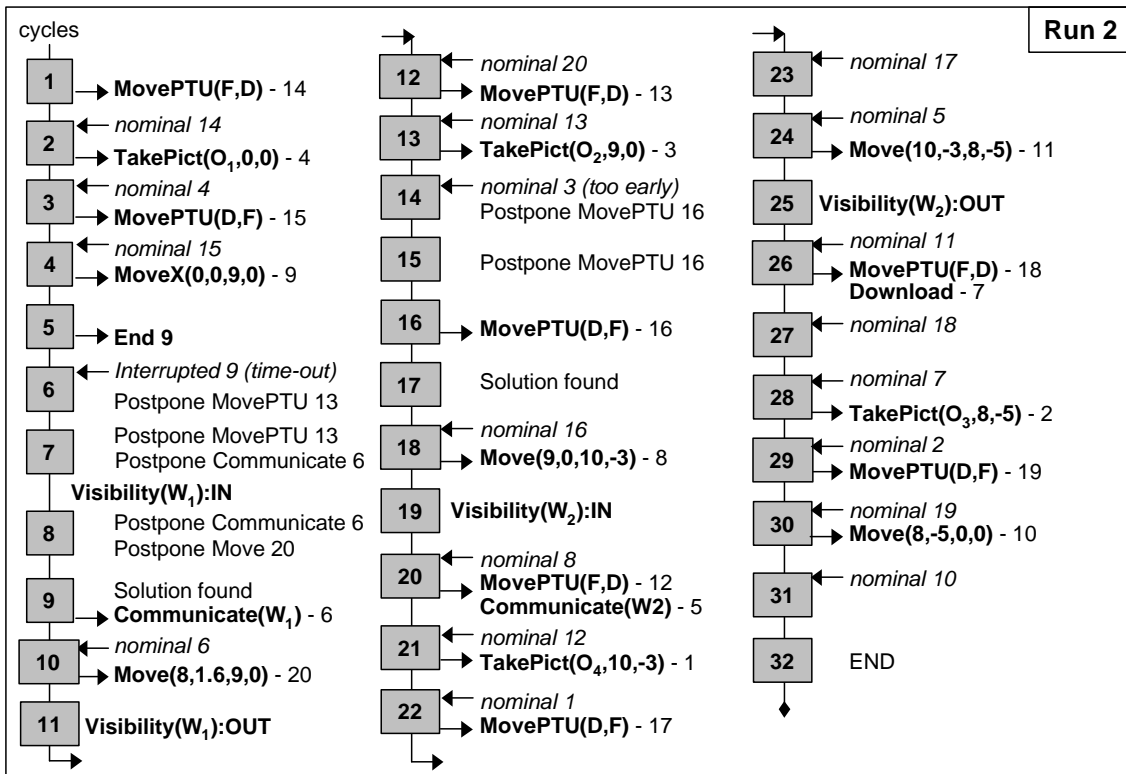 Run 2
cycles
1
MovePTU(F,D) - 14
nominal 14
2
TakePict(O₁,0,0) - 4
nominal 4
3
MovePTU(D,F) - 15
nominal 15
4
MoveX(0,0,9,0) - 9
5
End 9
Interrupted 9 (time-out)
6
Postpone MovePTU 13
Postpone MovePTU 13
7
Postpone Communicate 6
Visibility(W₁):IN
Postpone Communicate 6
8
Postpone Move 20
Solution found
9
Communicate(W₁) - 6
nominal 6
10
Move(8,1.6,9,0) - 20
11
Visibility(W₁):OUT
nominal 20
12
MovePTU(F,D) - 13
nominal 13
13
TakePict(O₂,9,0) - 3
nominal 3 (too early)
14
Postpone MovePTU 16
15
Postpone MovePTU 16
16
MovePTU(D,F) - 16
17
Solution found
nominal 16
18
Move(9,0,10,-3) - 8
19
Visibility(W₂):IN
nominal 8
20
MovePTU(F,D) - 12
Communicate(W2) - 5
nominal 12
21
TakePict(O₄,10,-3) - 1
nominal 1
22
MovePTU(D,F) - 17
nominal 17
23
nominal 5
24
Move(10,-3,8,-5) - 11
25
Visibility(W₂):OUT
nominal 11
26
MovePTU(F,D) - 18
Download - 7
nominal 18
27
nominal 7
28
TakePict(O₃,8,-5) - 2
nominal 2
29
MovePTU(D,F) - 19
nominal 19
30
Move(8,-5,0,0) - 10
nominal 10
31
32
END